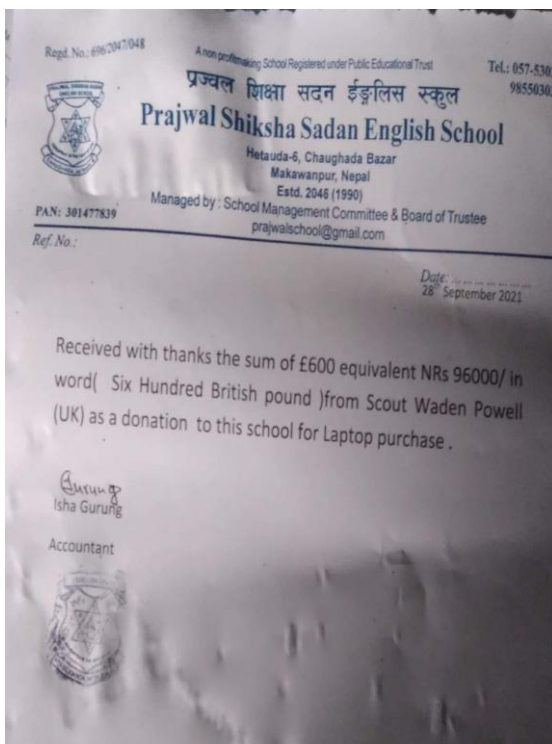 Regd. No.: 696/2047/048
A non profitmaking School Registered under Public Educational Trust
Tel.: 057-530
9855030
प्रज्वल शिक्षा सदन ईङ्गलिस स्कुल
Prajwal Shiksha Sadan English School
Hetauda-6, Chaughada Bazar
Makawanpur, Nepal
Estd. 2046 (1990)
Managed by : School Management Committee & Board of Trustee
PAN: 301477839
prajwalschool@gmail.com
Ref. No.:
Date:
28th September 2021
Received with thanks the sum of £600 equivalent NRs 96000/ in
word( Six Hundred British pound )from Scout Waden Powell
(UK) as a donation to this school for Laptop purchase .
Gurung
Isha Gurung
Accountant